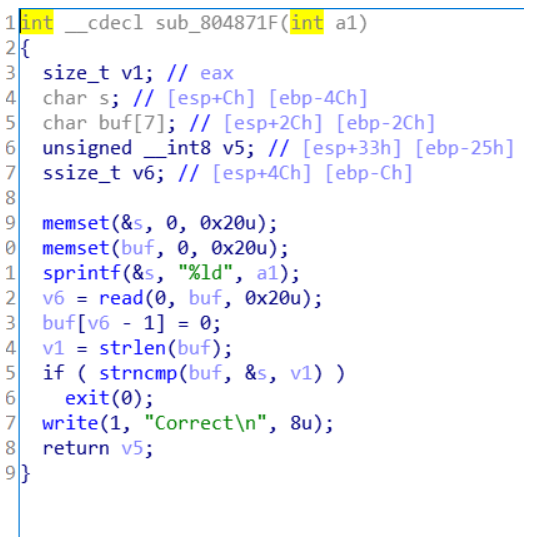 1 int __cdecl sub_804871F(int a1)
2 {
3   size_t v1; // eax
4   char s; // [esp+Ch] [ebp-4Ch]
5   char buf[7]; // [esp+2Ch] [ebp-2Ch]
6   unsigned __int8 v5; // [esp+33h] [ebp-25h]
7   ssize_t v6; // [esp+4Ch] [ebp-Ch]
8
9   memset(&s, 0, 0x20u);
0   memset(buf, 0, 0x20u);
1   sprintf(&s, "%ld", a1);
2   v6 = read(0, buf, 0x20u);
3   buf[v6 - 1] = 0;
4   v1 = strlen(buf);
5   if ( strncmp(buf, &s, v1) )
6     exit(0);
7   write(1, "Correct\n", 8u);
8   return v5;
9 }